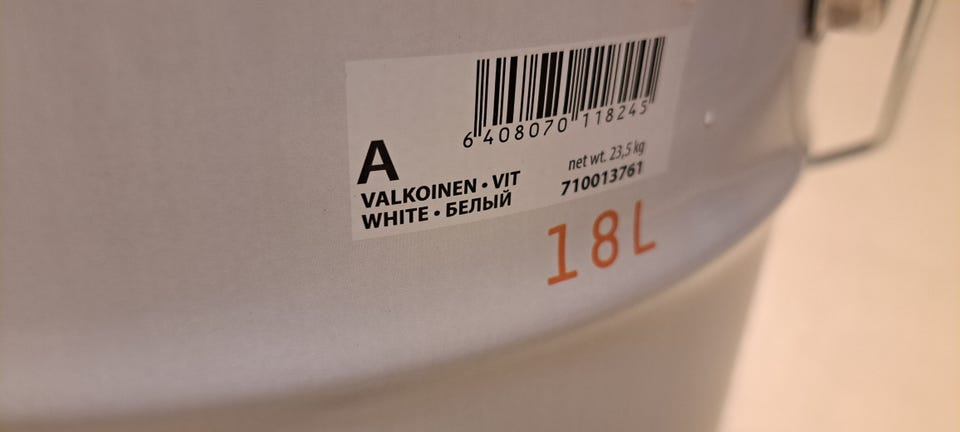 6 408070 118245
A
net wt. 23,5 kg
VALKOINEN • VIT
710013761
WHITE • БЕЛЫЙ
18L